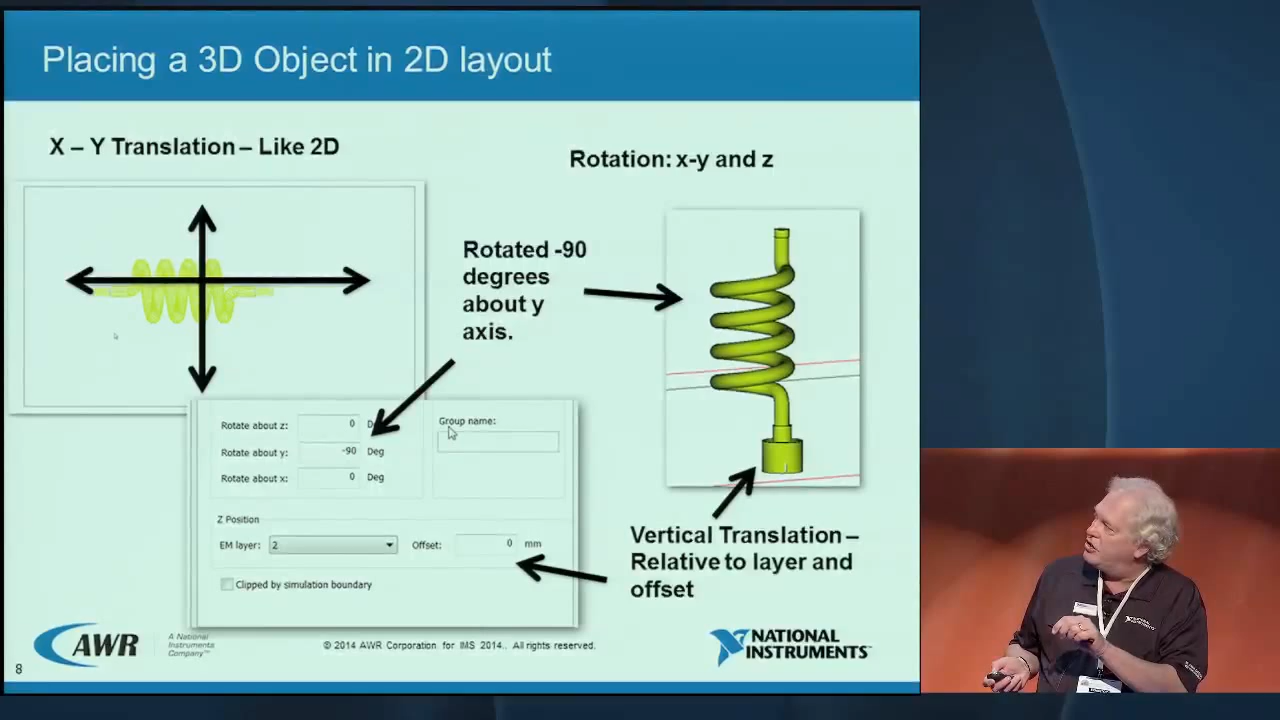 Placing a 3D Object in 2D layout
X – Y Translation – Like 2D
Rotation: x-y and z
Rotated -90
degrees
about y
axis.
Rotate about z: 0
Rotate about y: -90 Deg
Rotate about x: 0 Deg
Group name:
Z Position
EM layer: 2 Offset: 0 mm
Clipped by simulation boundary
Vertical Translation –
Relative to layer and
offset
AWR
A National
Instruments
Company™
© 2014 AWR Corporation for IMS 2014.. All rights reserved.
NATIONAL
INSTRUMENTS™
8